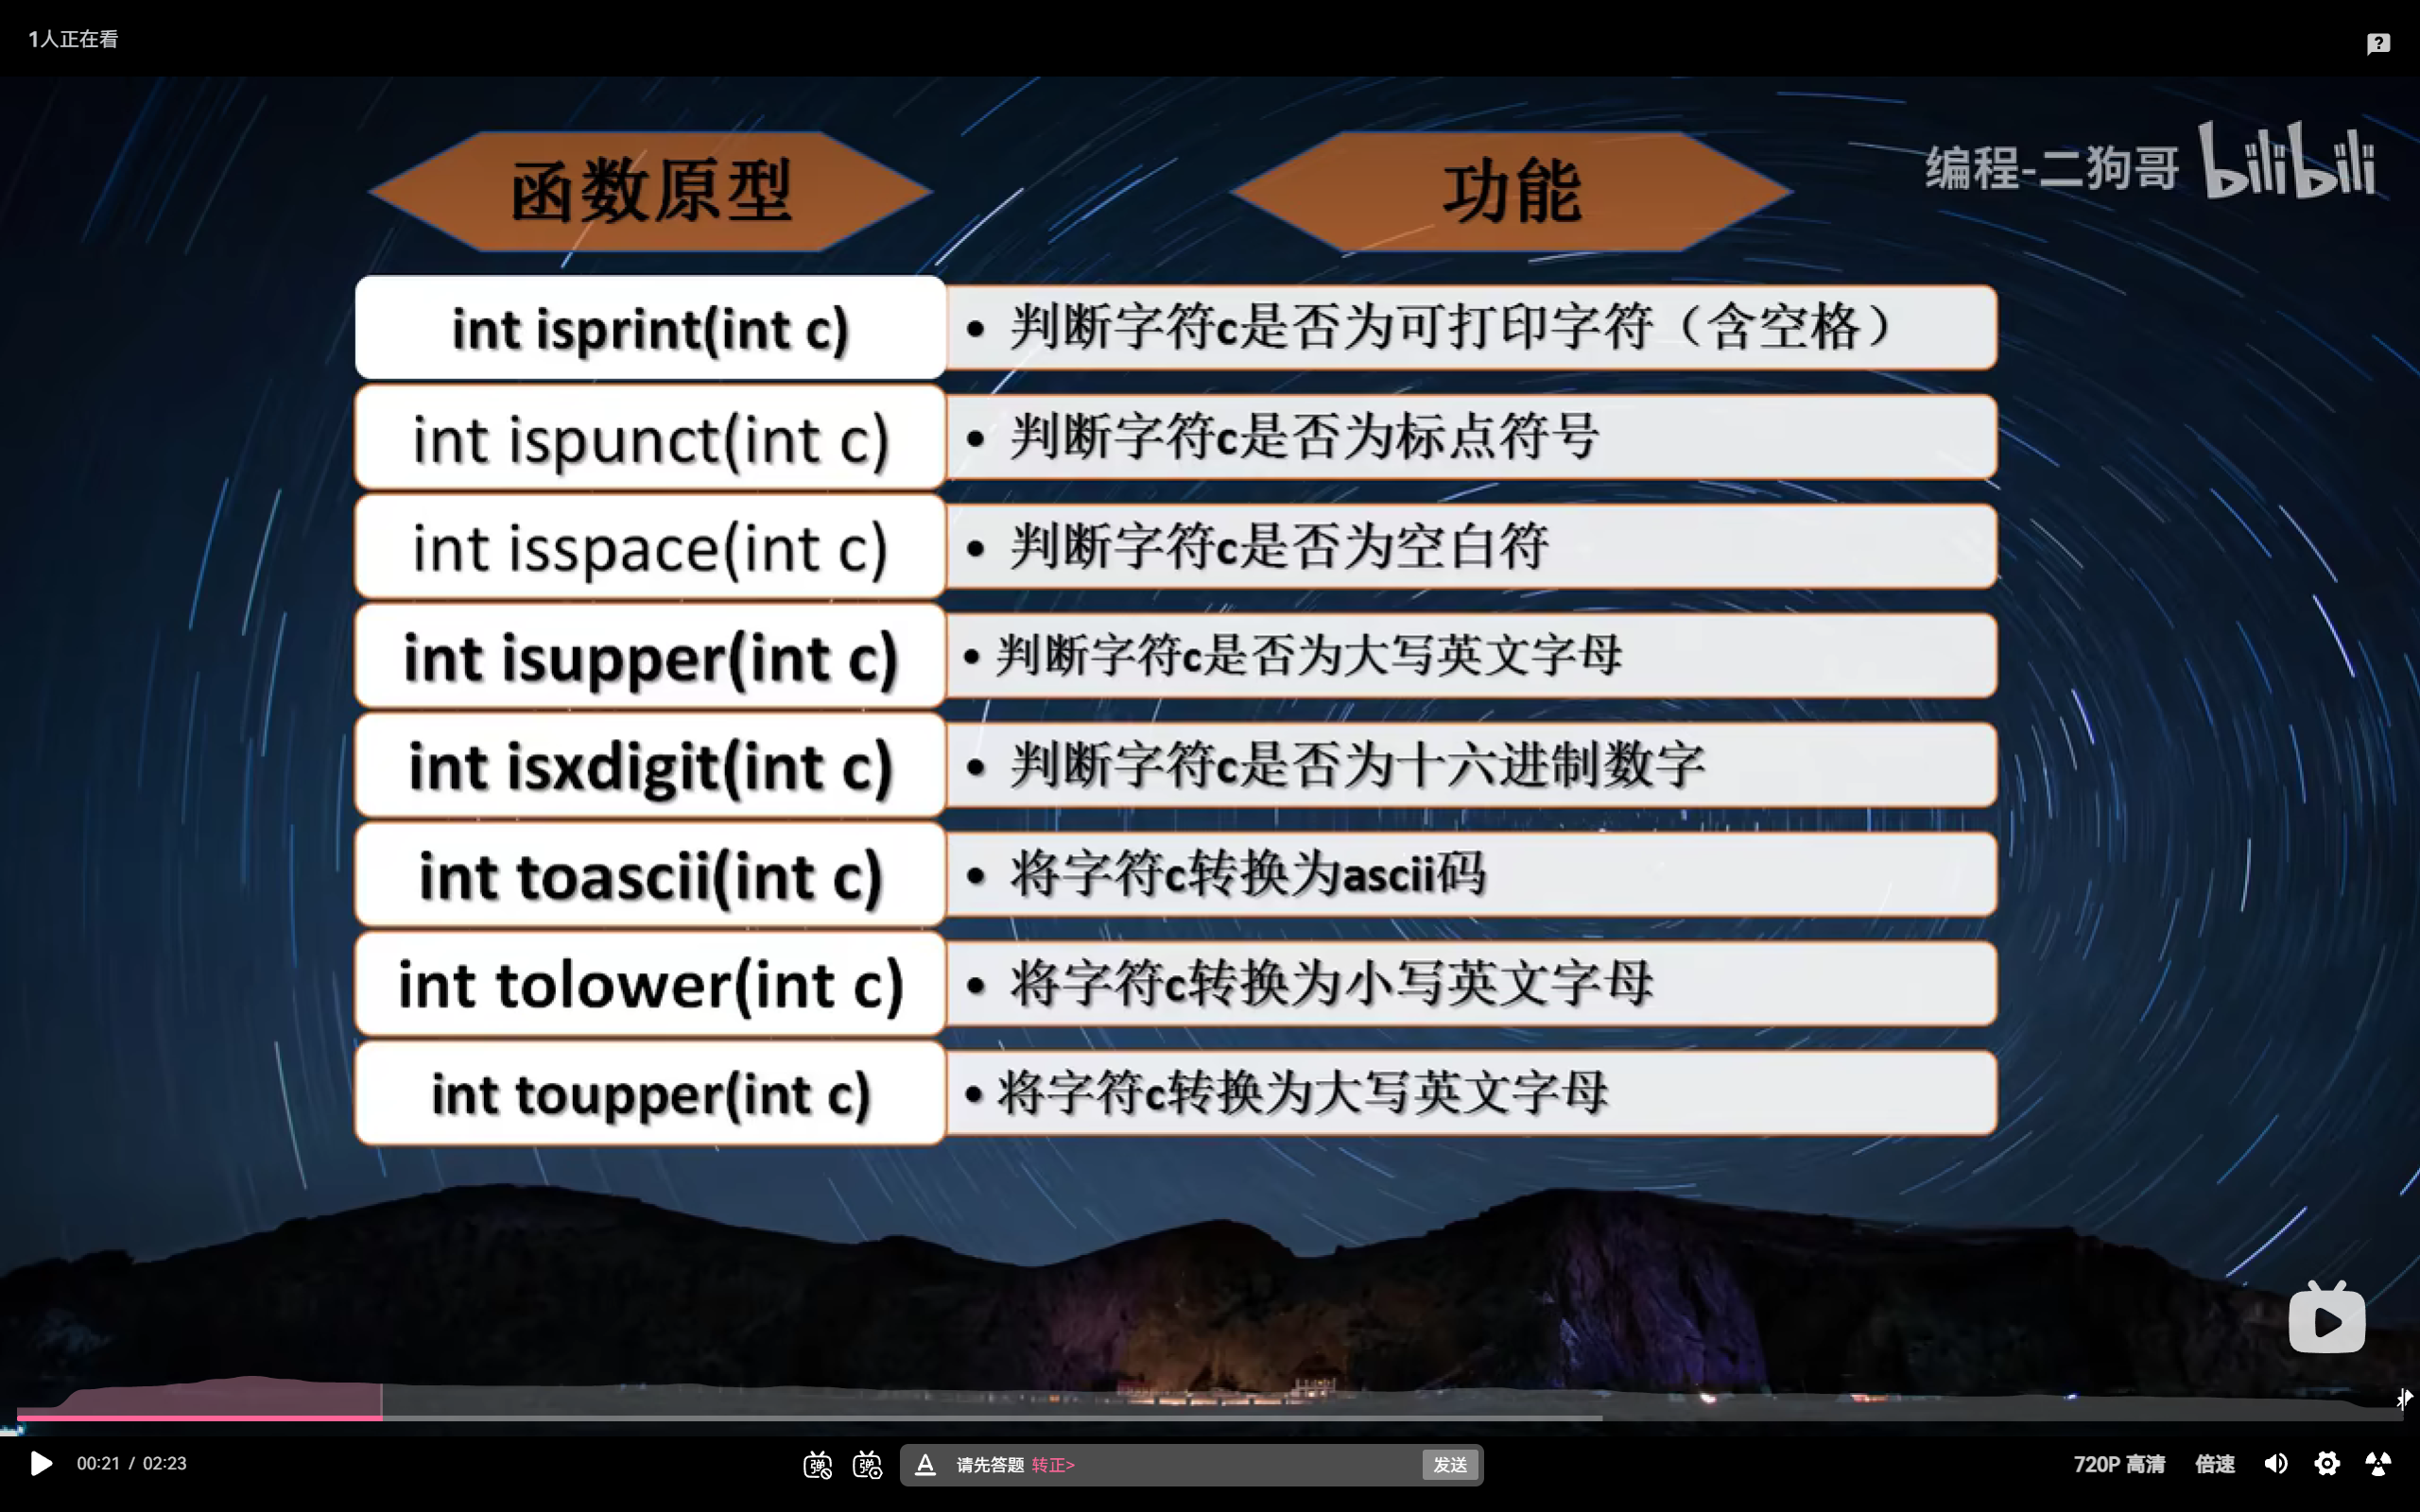 1人正在看
编程-二狗哥 bilibili
函数原型 功能
int isprint(int c) • 判断字符c是否为可打印字符（含空格）
int ispunct(int c) • 判断字符c是否为标点符号
int isspace(int c) • 判断字符c是否为空白符
int isupper(int c) • 判断字符c是否为大写英文字母
int isxdigit(int c) • 判断字符c是否为十六进制数字
int toascii(int c) • 将字符c转换为ascii码
int tolower(int c) • 将字符c转换为小写英文字母
int toupper(int c) • 将字符c转换为大写英文字母
00:21 / 02:23 弹 弹 A 请先答题 转正> 发送 720P 高清 倍速